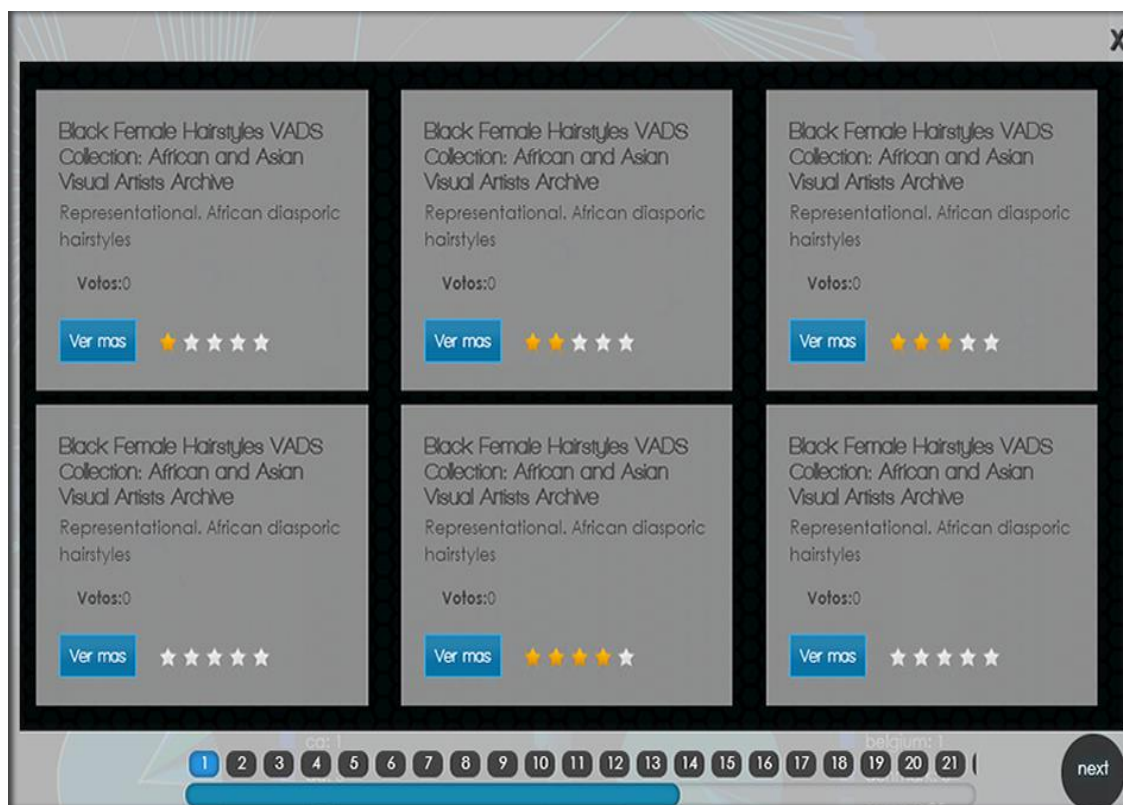 X
Black Female Hairstyles VADS
Collection: African and Asian
Visual Artists Archive
Representational. African diasporic
hairstyles
Votos:0
Ver mas
Black Female Hairstyles VADS
Collection: African and Asian
Visual Artists Archive
Representational. African diasporic
hairstyles
Votos:0
Ver mas
Black Female Hairstyles VADS
Collection: African and Asian
Visual Artists Archive
Representational. African diasporic
hairstyles
Votos:0
Ver mas
Black Female Hairstyles VADS
Collection: African and Asian
Visual Artists Archive
Representational. African diasporic
hairstyles
Votos:0
Ver mas
Black Female Hairstyles VADS
Collection: African and Asian
Visual Artists Archive
Representational. African diasporic
hairstyles
Votos:0
Ver mas
Black Female Hairstyles VADS
Collection: African and Asian
Visual Artists Archive
Representational. African diasporic
hairstyles
Votos:0
Ver mas
ca: 1
belgium: 1
1 2 3 4 5 6 7 8 9 10 11 12 13 14 15 16 17 18 19 20 21
next